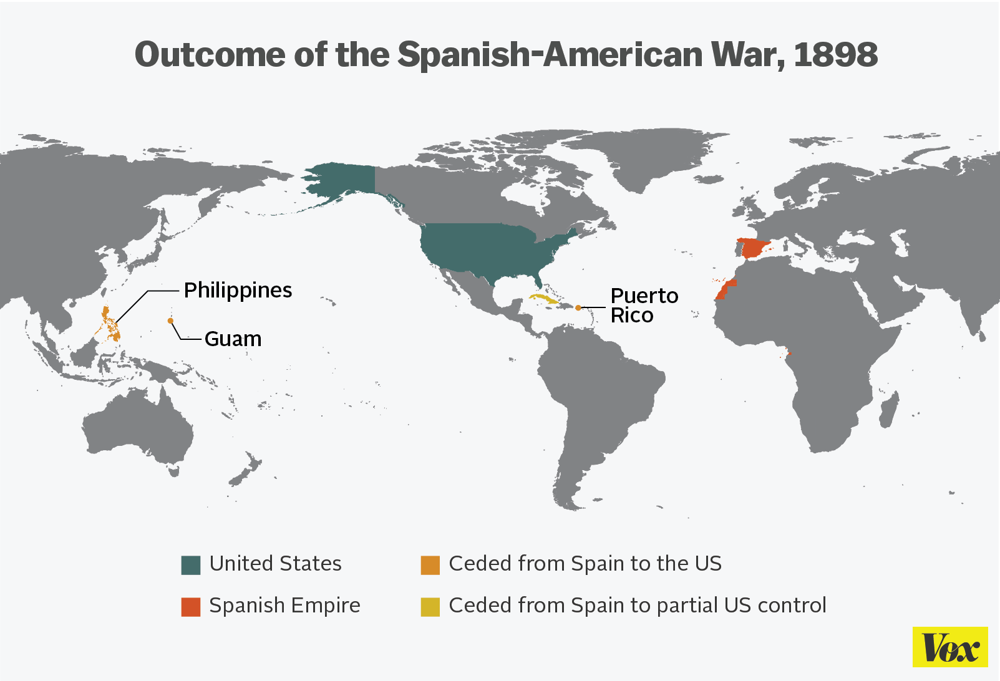 Outcome of the Spanish-American War, 1898
Philippines
Guam
Puerto
Rico
United States
Ceded from Spain to the US
Spanish Empire
Ceded from Spain to partial US control
Vox